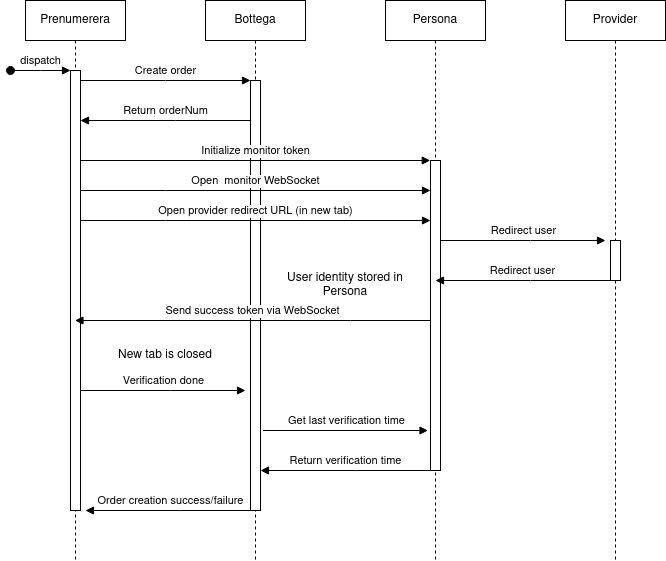 Prenumerera
Bottega
Persona
Provider
dispatch
Create order
Return orderNum
Initialize monitor token
Open monitor WebSocket
Open provider redirect URL (in new tab)
Redirect user
Redirect user
User identity stored in
Persona
Send success token via WebSocket
New tab is closed
Verification done
Get last verification time
Return verification time
Order creation success/failure